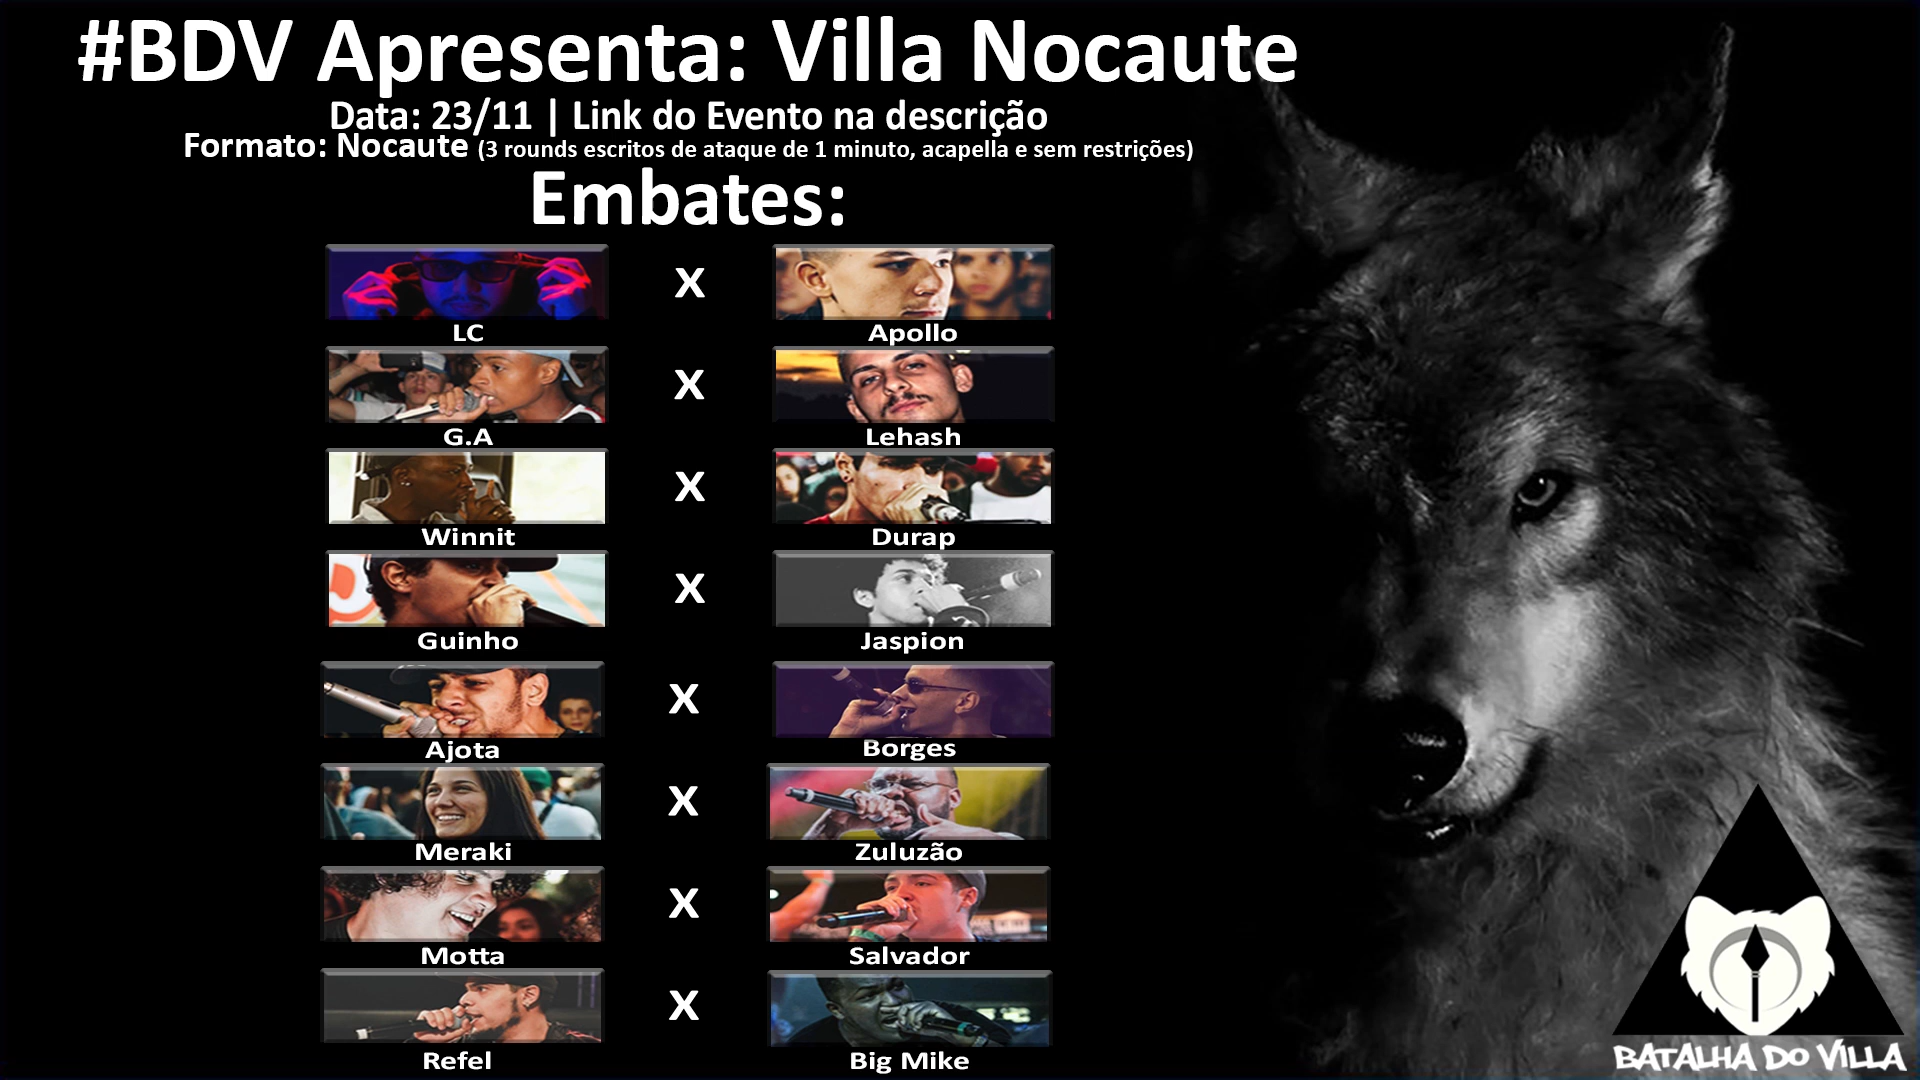 #BDV Apresenta: Villa Nocaute
Data: 23/11 | Link do Evento na descrição
Formato: Nocaute (3 rounds escritos de ataque de 1 minuto, acapella e sem restrições)
Embates:
LC X Apollo
G.A X Lehash
Winnit X Durap
Guinho X Jaspion
Ajota X Borges
Meraki X Zuluzão
Motta X Salvador
Refel X Big Mike
BATALHA DO VILLA